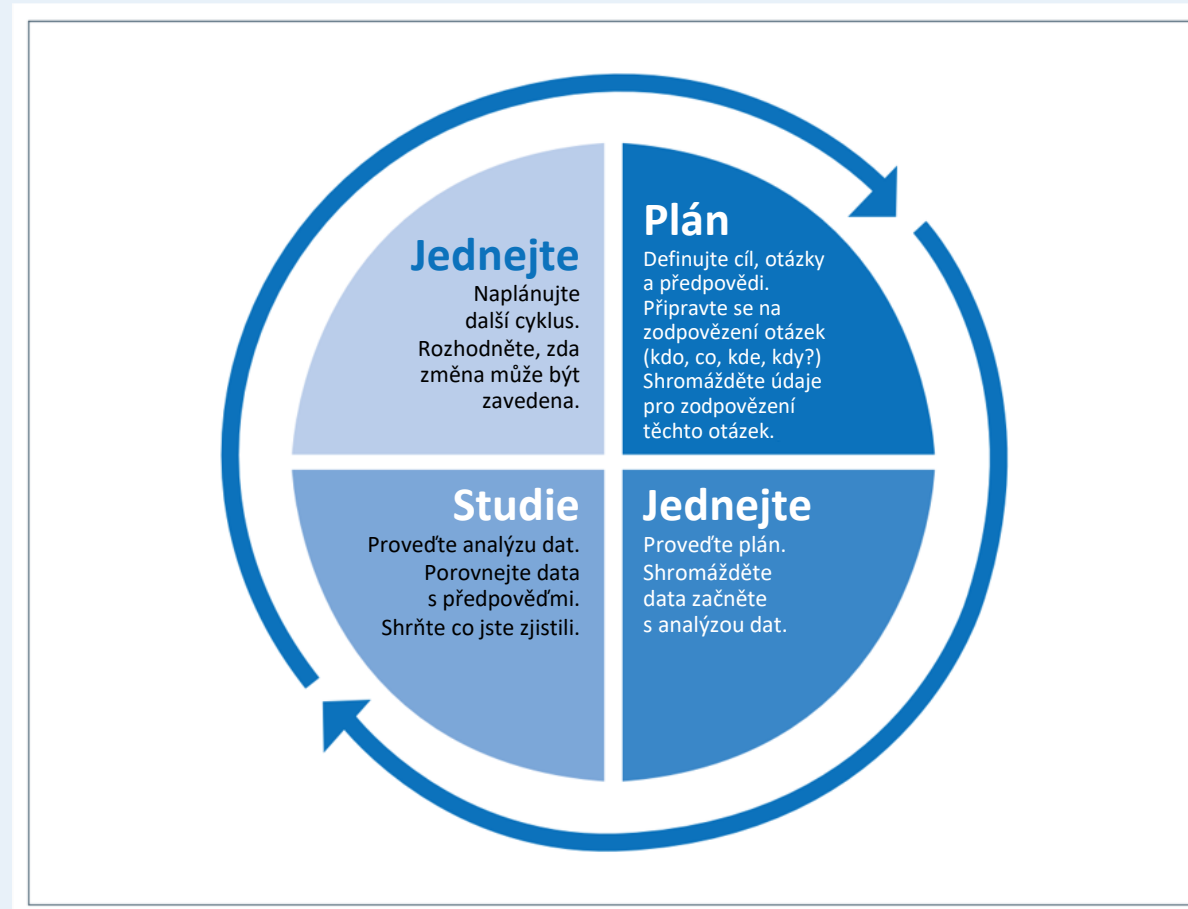 Plán
Definujte cíl, otázky
a předpovědi.
Připravte se na
zodpovězení otázek
(kdo, co, kde, kdy?)
Shromážděte údaje
pro zodpovězení
těchto otázek.
Jednejte
Proveďte plán.
Shromážděte
data začněte
s analýzou dat.
Studie
Proveďte analýzu dat.
Porovnejte data
s předpověďmi.
Shrňte co jste zjistili.
Jednejte
Naplánujte
další cyklus.
Rozhodněte, zda
změna může být
zavedena.